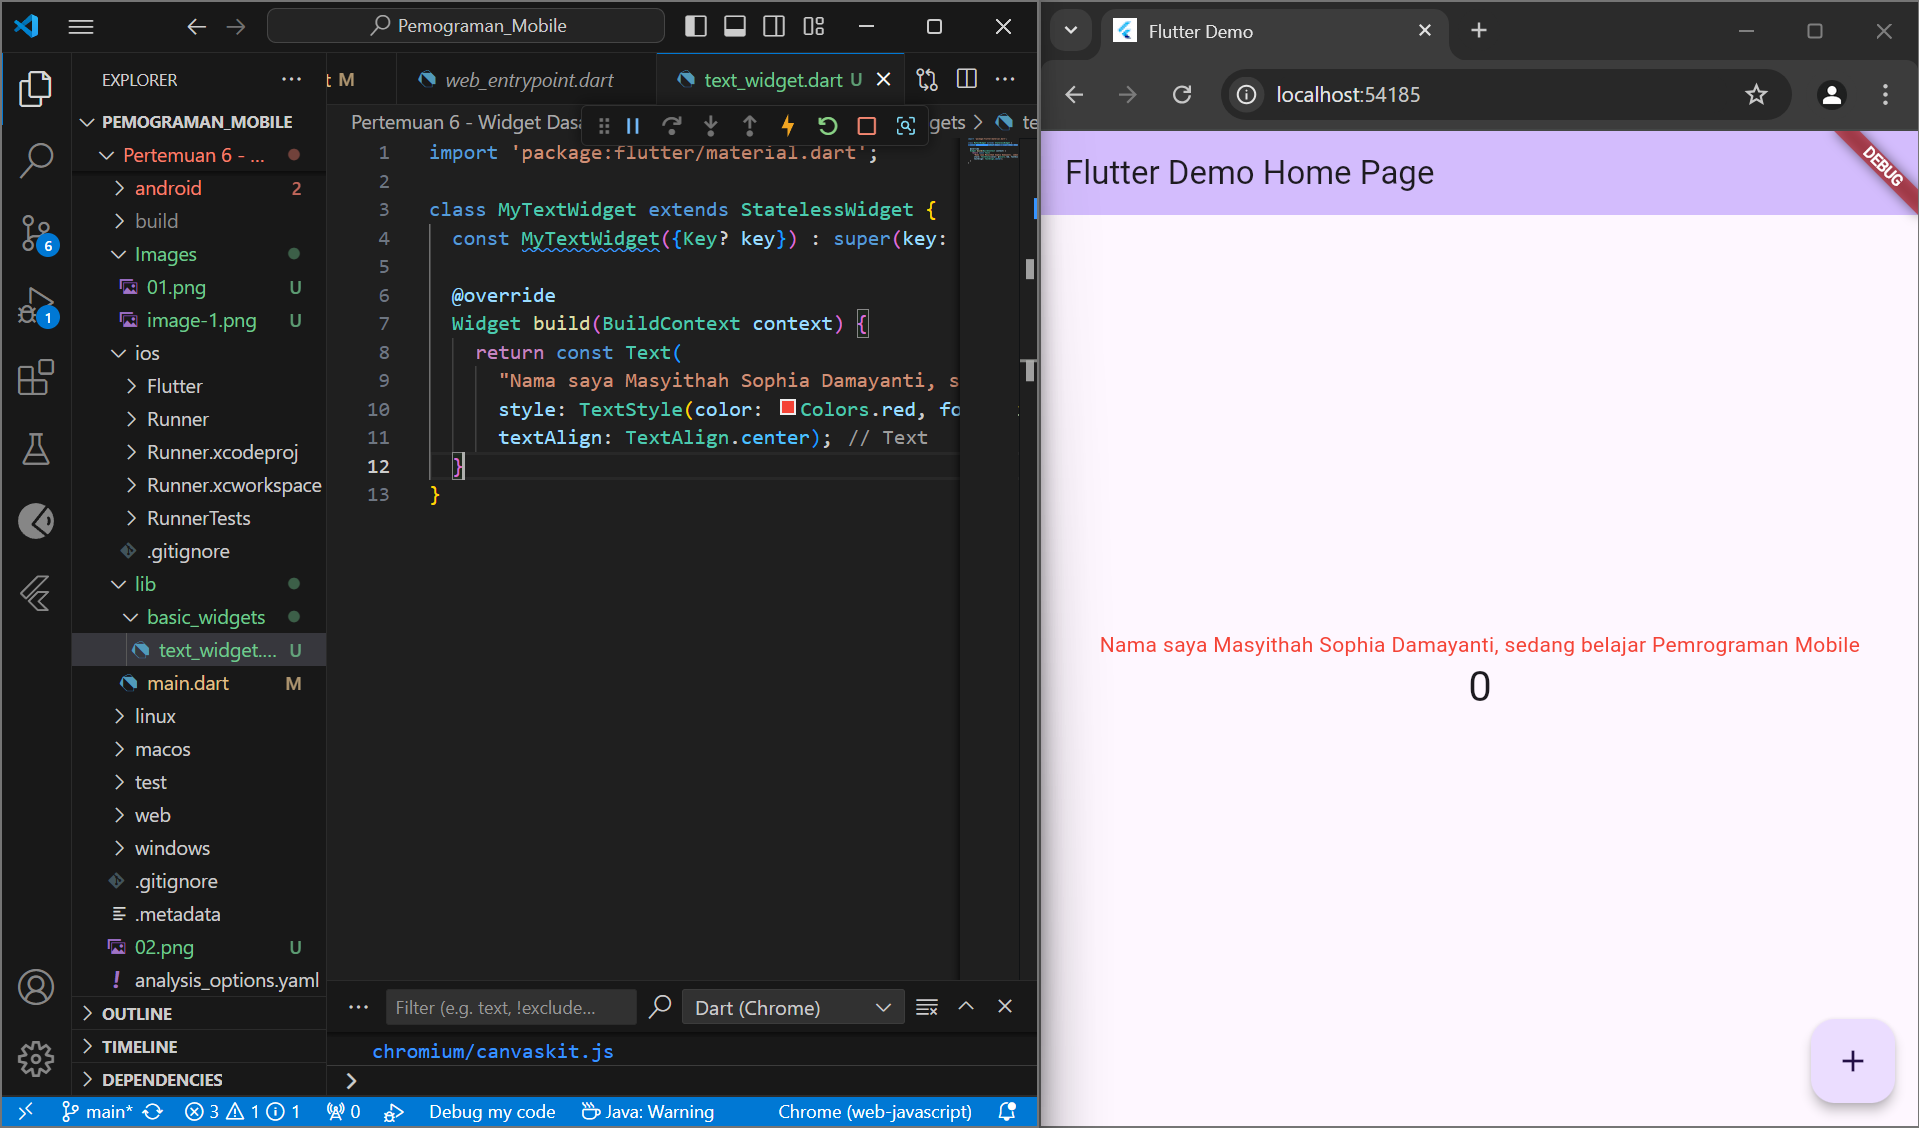 Pemograman_Mobile
EXPLORER
t M
web_entrypoint.dart
text_widget.dart U
PEMOGRAMAN_MOBILE
Pertemuan 6 - ...
android 2
build
Images
01.png U
image-1.png U
ios
Flutter
Runner
Runner.xcodeproj
Runner.xcworkspace
RunnerTests
.gitignore
lib
basic_widgets
text_widget.... U
main.dart M
linux
macos
test
web
windows
.gitignore
.metadata
02.png U
analysis_options.yaml
OUTLINE
TIMELINE
DEPENDENCIES
6
1
Pertemuan 6 - Widget Dasa
gets > te
1 import 'package:flutter/material.dart';
2
3 class MyTextWidget extends StatelessWidget {
4 const MyTextWidget({Key? key}) : super(key:
5
6 @override
7 Widget build(BuildContext context) {
8 return const Text(
9 "Nama saya Masyithah Sophia Damayanti, s
10 style: TextStyle(color: Colors.red, fo
11 textAlign: TextAlign.center); // Text
12 }
13 }
Filter (e.g. text, !exclude...
Dart (Chrome)
chromium/canvaskit.js
>
main* 3 1 1 0 Debug my code Java: Warning Chrome (web-javascript)
Flutter Demo
localhost:54185
Flutter Demo Home Page
DEBUG
Nama saya Masyithah Sophia Damayanti, sedang belajar Pemrograman Mobile
0
+